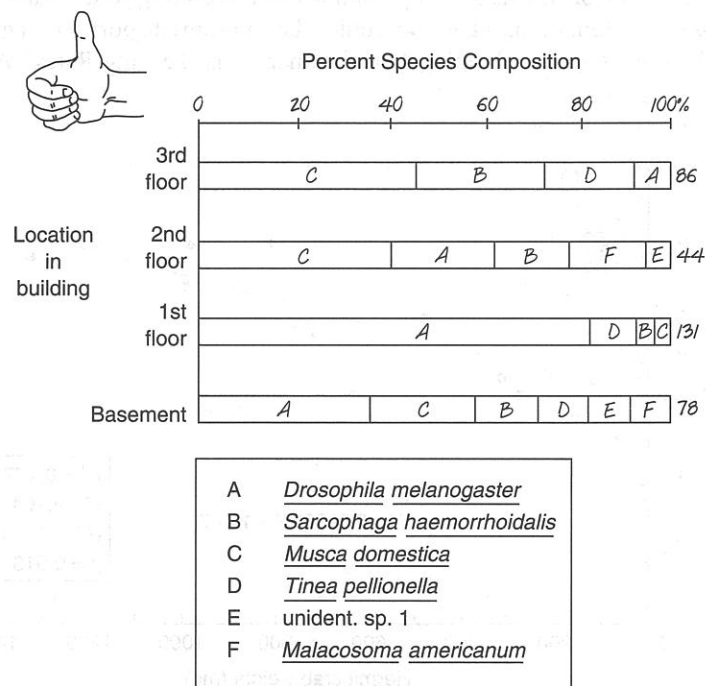 Percent Species Composition
0 20 40 60 80 100%
3rd floor
C B D A 86
Location in building
2nd floor
C A B F E 44
1st floor
A D B C 131
Basement
A C B D E F 78
A Drosophila melanogaster
B Sarcophaga haemorrhoidalis
C Musca domestica
D Tinea pellionella
E unident. sp. 1
F Malacosoma americanum